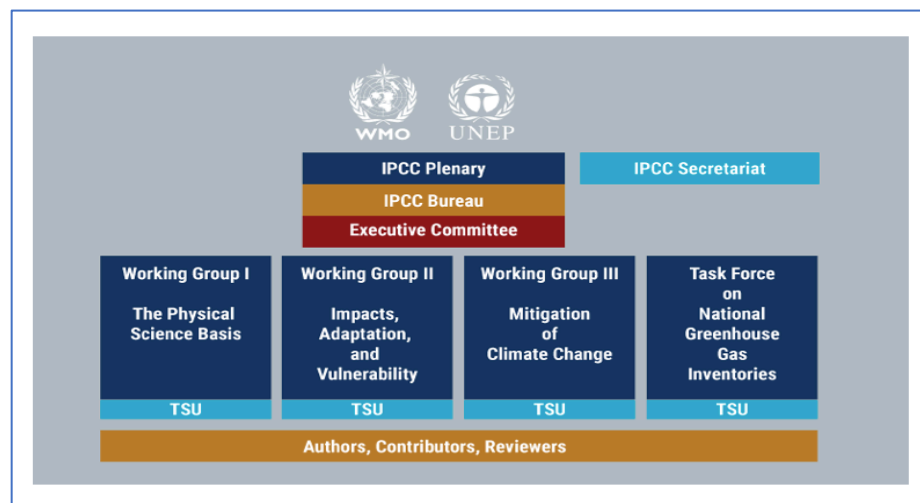 WMO
UNEP
IPCC Plenary
IPCC Secretariat
IPCC Bureau
Executive Committee
Working Group I
The Physical
Science Basis
TSU
Working Group II
Impacts,
Adaptation,
and
Vulnerability
TSU
Working Group III
Mitigation
of
Climate Change
TSU
Task Force
on
National
Greenhouse
Gas
Inventories
TSU
Authors, Contributors, Reviewers